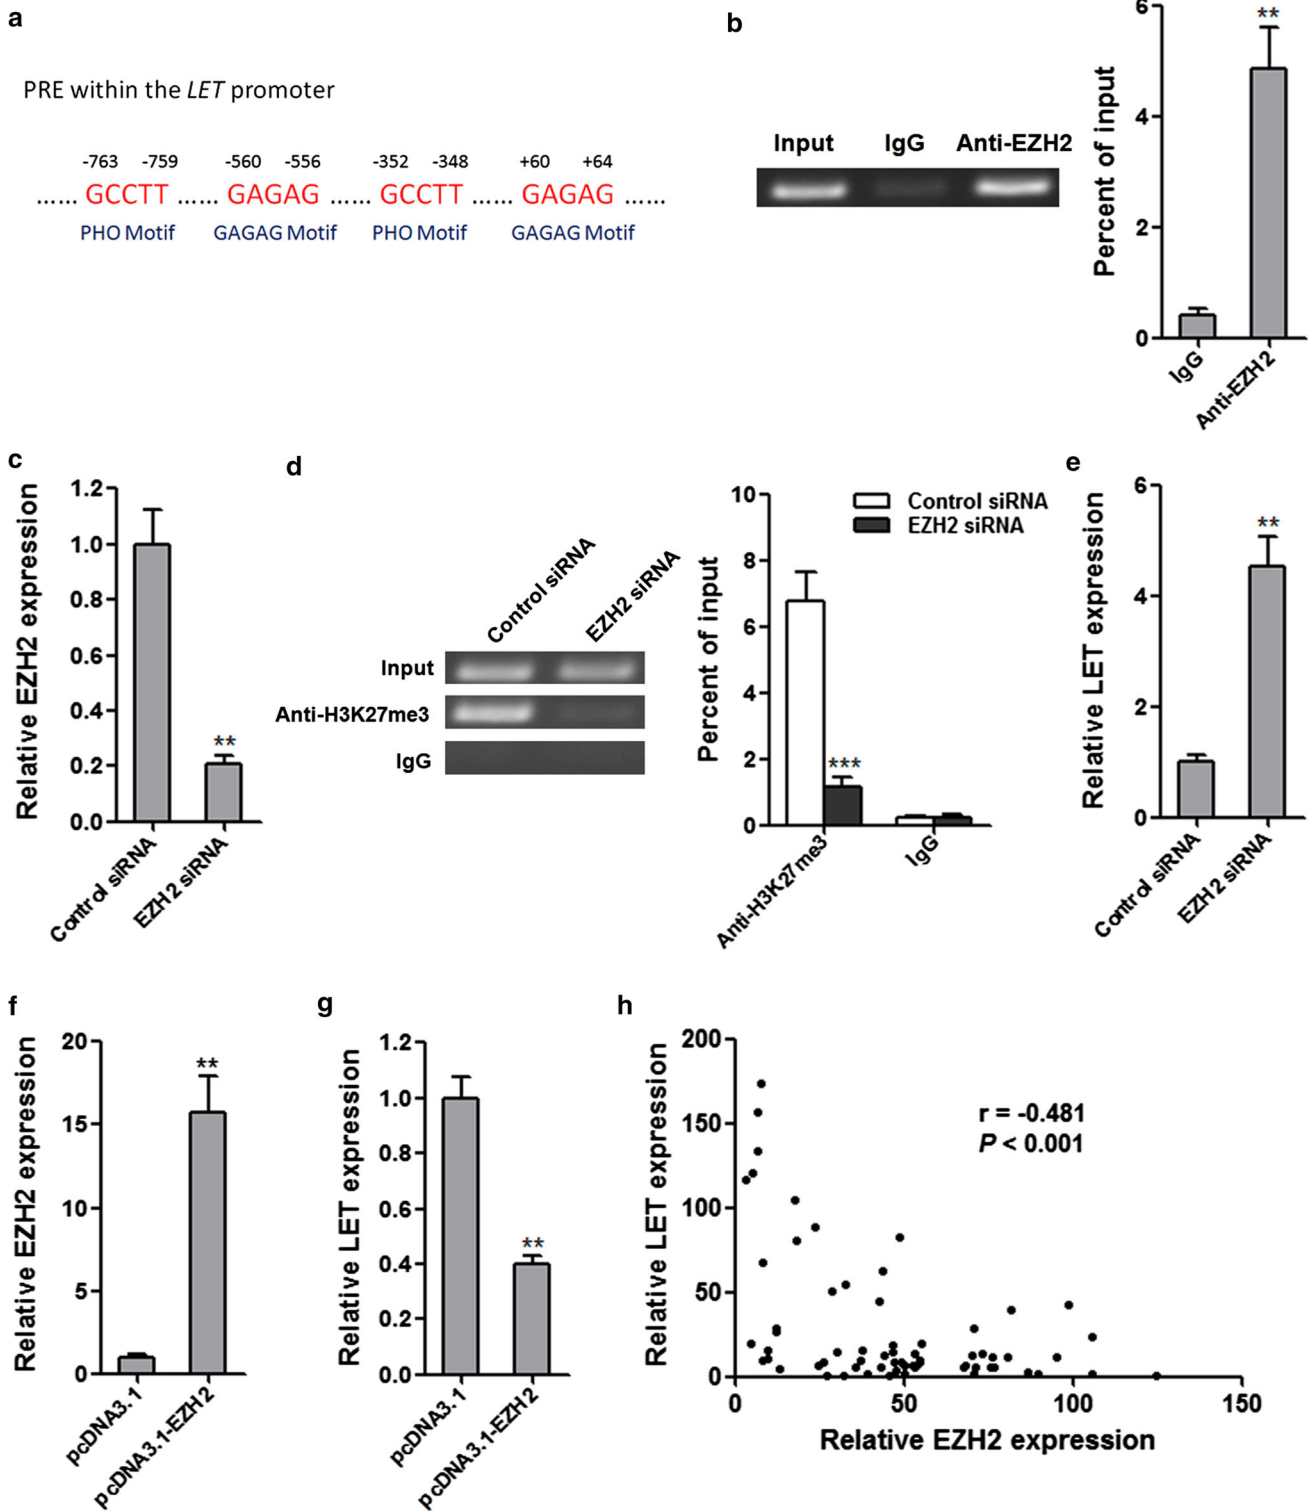 a
PRE within the LET promoter
-763 -759 -560 -556 -352 -348 +60 +64
...... GCCTT ...... GAGAG ...... GCCTT ...... GAGAG ......
PHO Motif GAGAG Motif PHO Motif GAGAG Motif
b
Input IgG Anti-EZH2
Percent of input
6
4
2
0
**
IgG
Anti-EZH2
c
Relative EZH2 expression
1.2
1.0
0.8
0.6
0.4
0.2
0.0
**
Control siRNA
EZH2 siRNA
d
Control siRNA
EZH2 siRNA
Input
Anti-H3K27me3
IgG
Percent of input
10
8
6
4
2
0
Control siRNA
EZH2 siRNA
***
Anti-H3K27me3
IgG
e
Relative LET expression
6
4
2
0
**
Control siRNA
EZH2 siRNA
f
Relative EZH2 expression
20
15
10
5
0
**
pcDNA3.1
pcDNA3.1-EZH2
g
Relative LET expression
1.2
1.0
0.8
0.6
0.4
0.2
0.0
**
pcDNA3.1
pcDNA3.1-EZH2
h
Relative LET expression
200
150
100
50
0
r = -0.481
P < 0.001
0 50 100 150
Relative EZH2 expression